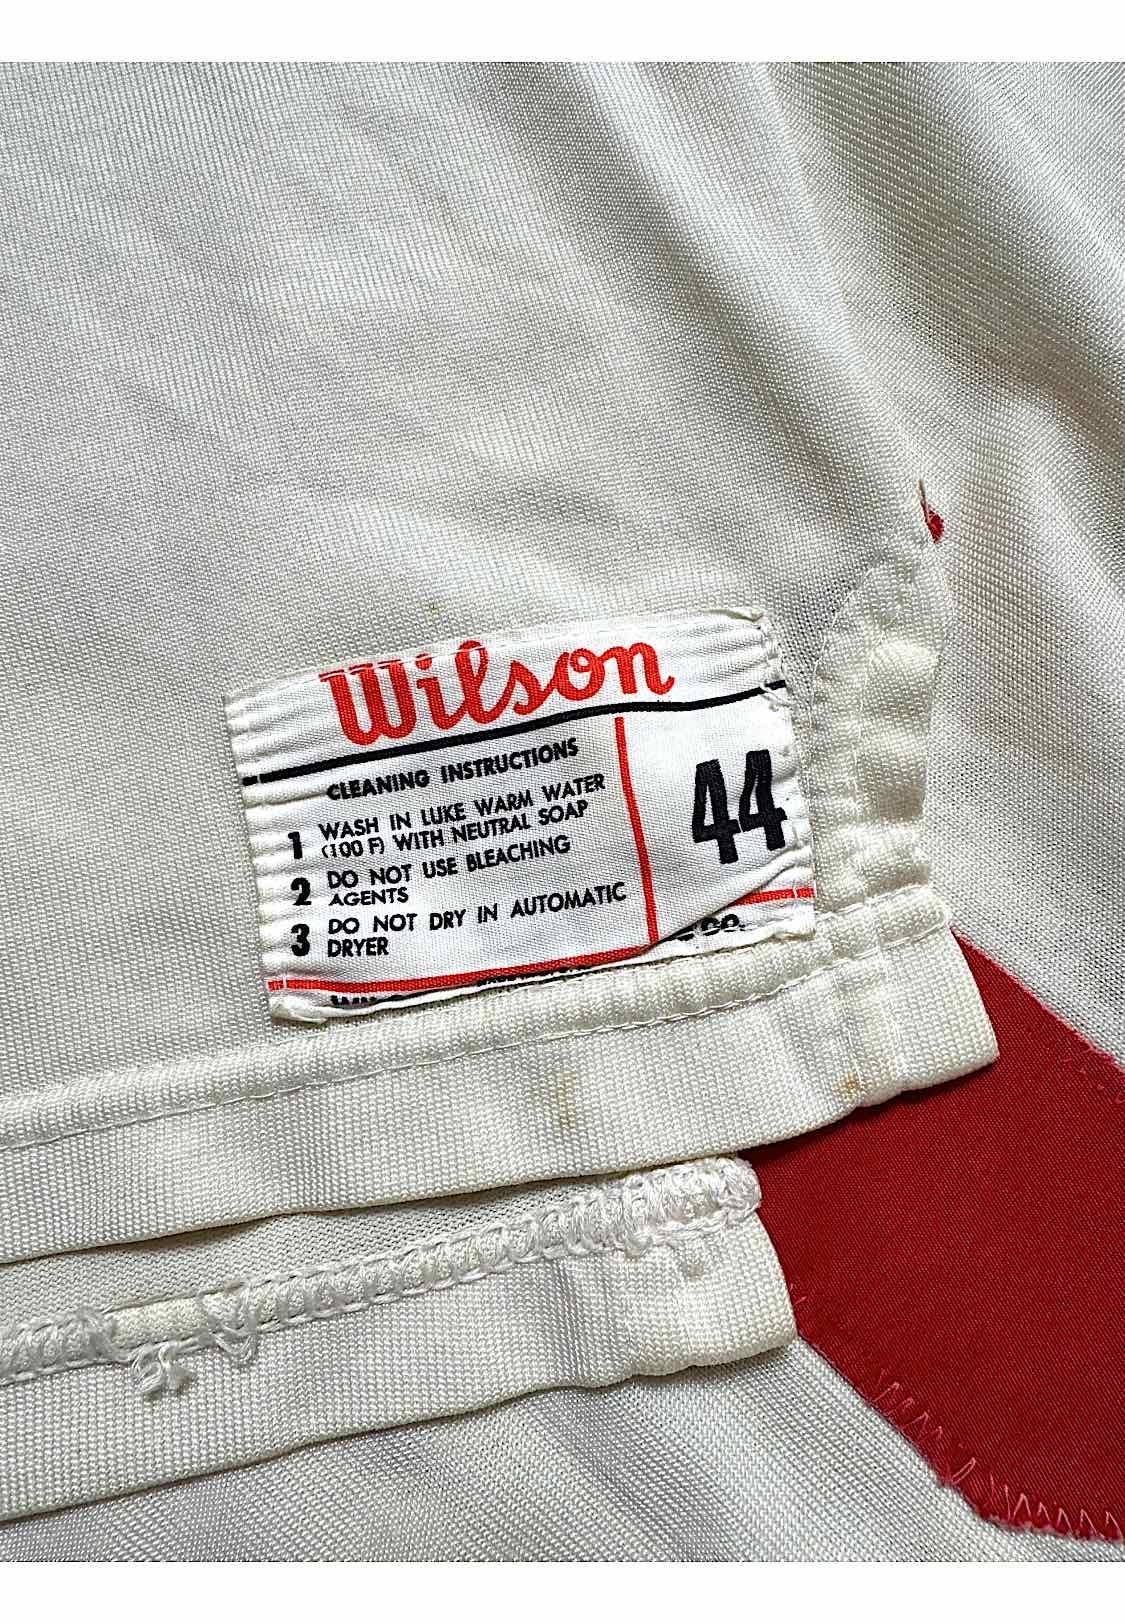 Wilson
CLEANING INSTRUCTIONS
1 WASH IN LUKE WARM WATER
(100 F) WITH NEUTRAL SOAP
2 DO NOT USE BLEACHING
AGENTS
3 DO NOT DRY IN AUTOMATIC
DRYER
44
CO.